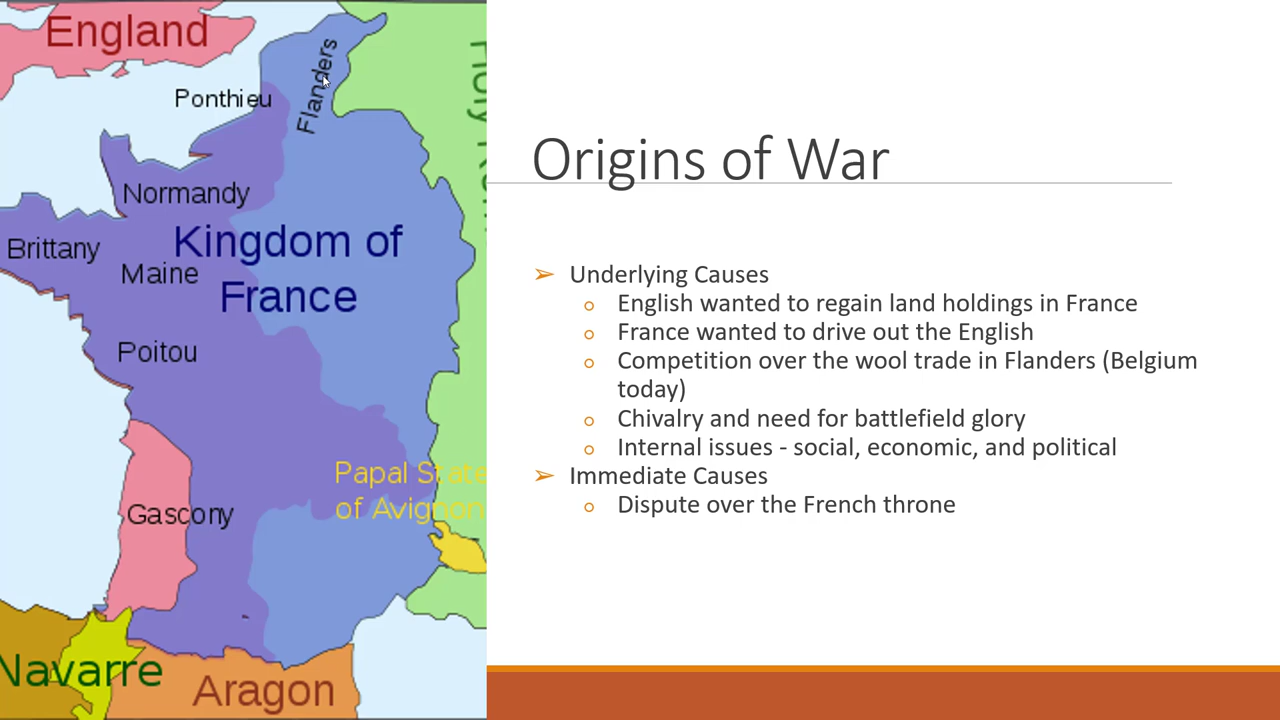 England
Flanders
Holy
Ponthieu
Normandy
Brittany
Kingdom of
Maine
France
Poitou
Papal State
of Avignon
Gascony
Navarre
Aragon
Origins of War
➢ Underlying Causes
○ English wanted to regain land holdings in France
○ France wanted to drive out the English
○ Competition over the wool trade in Flanders (Belgium
today)
○ Chivalry and need for battlefield glory
○ Internal issues - social, economic, and political
➢ Immediate Causes
○ Dispute over the French throne